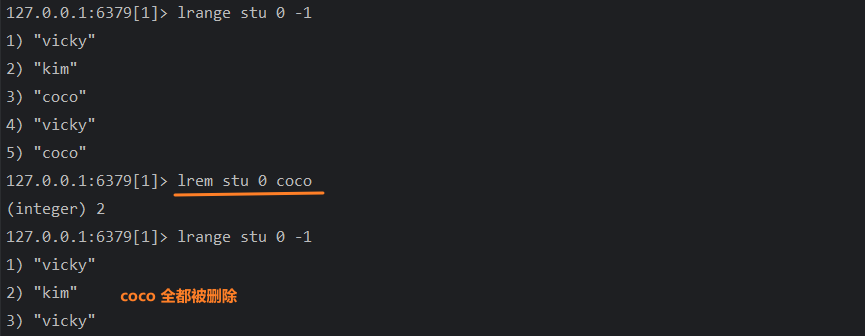 127.0.0.1:6379[1]> lrange stu 0 -1
1) "vicky"
2) "kim"
3) "coco"
4) "vicky"
5) "coco"
127.0.0.1:6379[1]> lrem stu 0 coco
(integer) 2
127.0.0.1:6379[1]> lrange stu 0 -1
1) "vicky"
2) "kim" coco 全都被删除
3) "vicky"